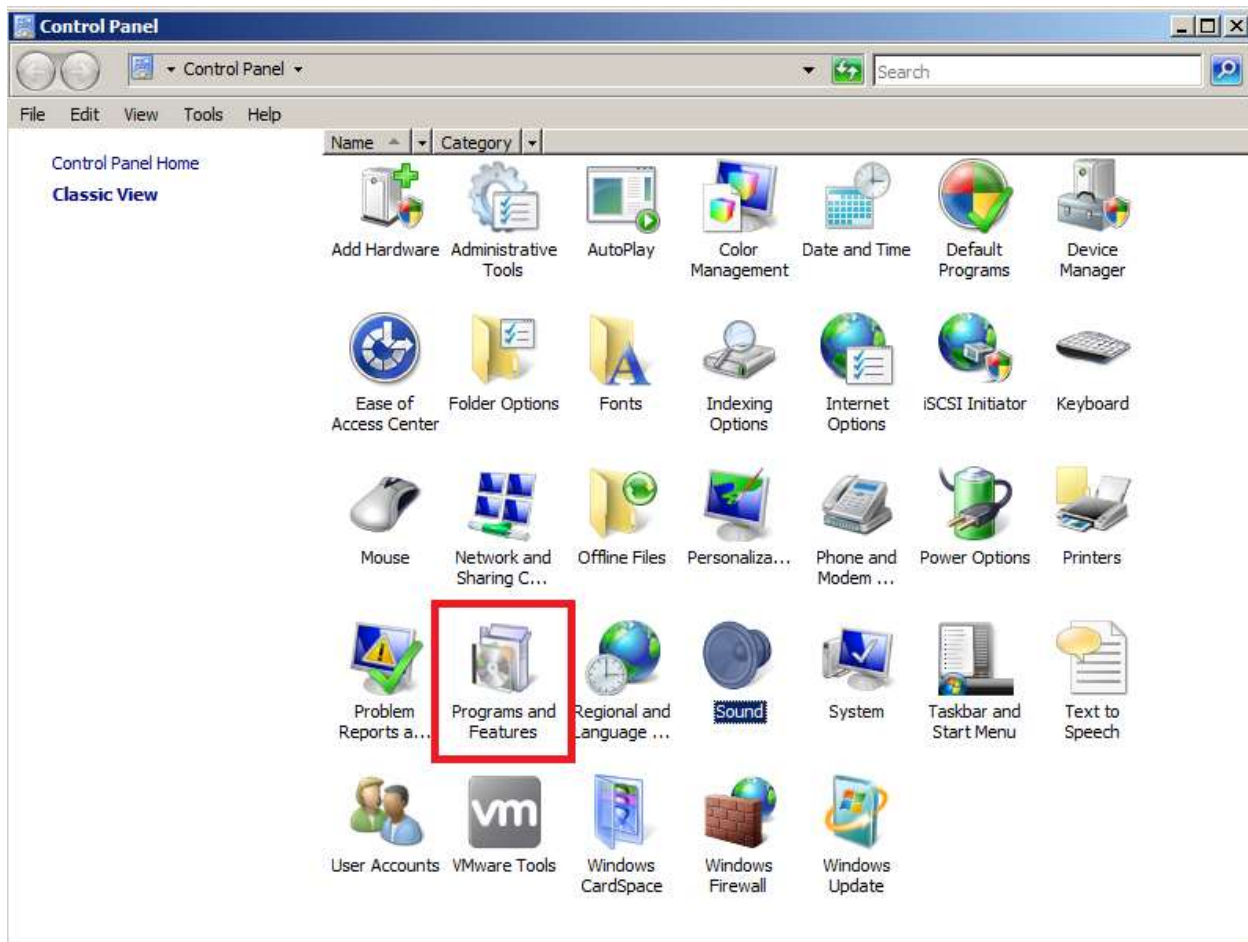 Control Panel
Control Panel
Search
File Edit View Tools Help
Control Panel Home
Classic View
Name Category
Add Hardware
Administrative
Tools
AutoPlay
Color
Management
Date and Time
Default
Programs
Device
Manager
Ease of
Access Center
Folder Options
Fonts
Indexing
Options
Internet
Options
iSCSI Initiator
Keyboard
Mouse
Network and
Sharing C...
Offline Files
Personaliza...
Phone and
Modem ...
Power Options
Printers
Problem
Reports a...
Programs and
Features
Regional and
Language ...
Sound
System
Taskbar and
Start Menu
Text to
Speech
User Accounts
vm
VMware Tools
Windows
CardSpace
Windows
Firewall
Windows
Update